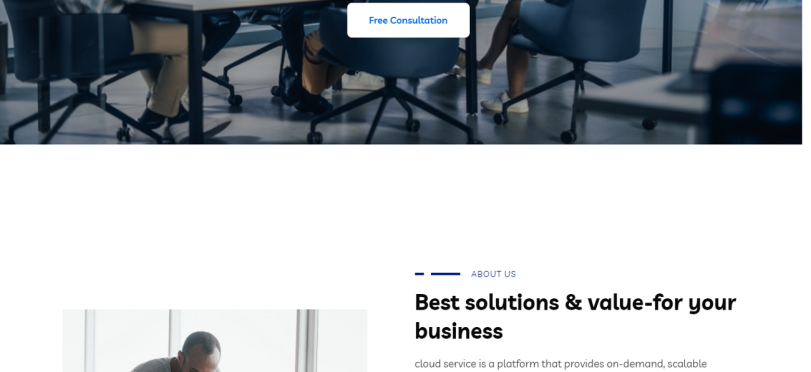 Free Consultation
ABOUT US
Best solutions & value-for your
business
cloud service is a platform that provides on-demand, scalable